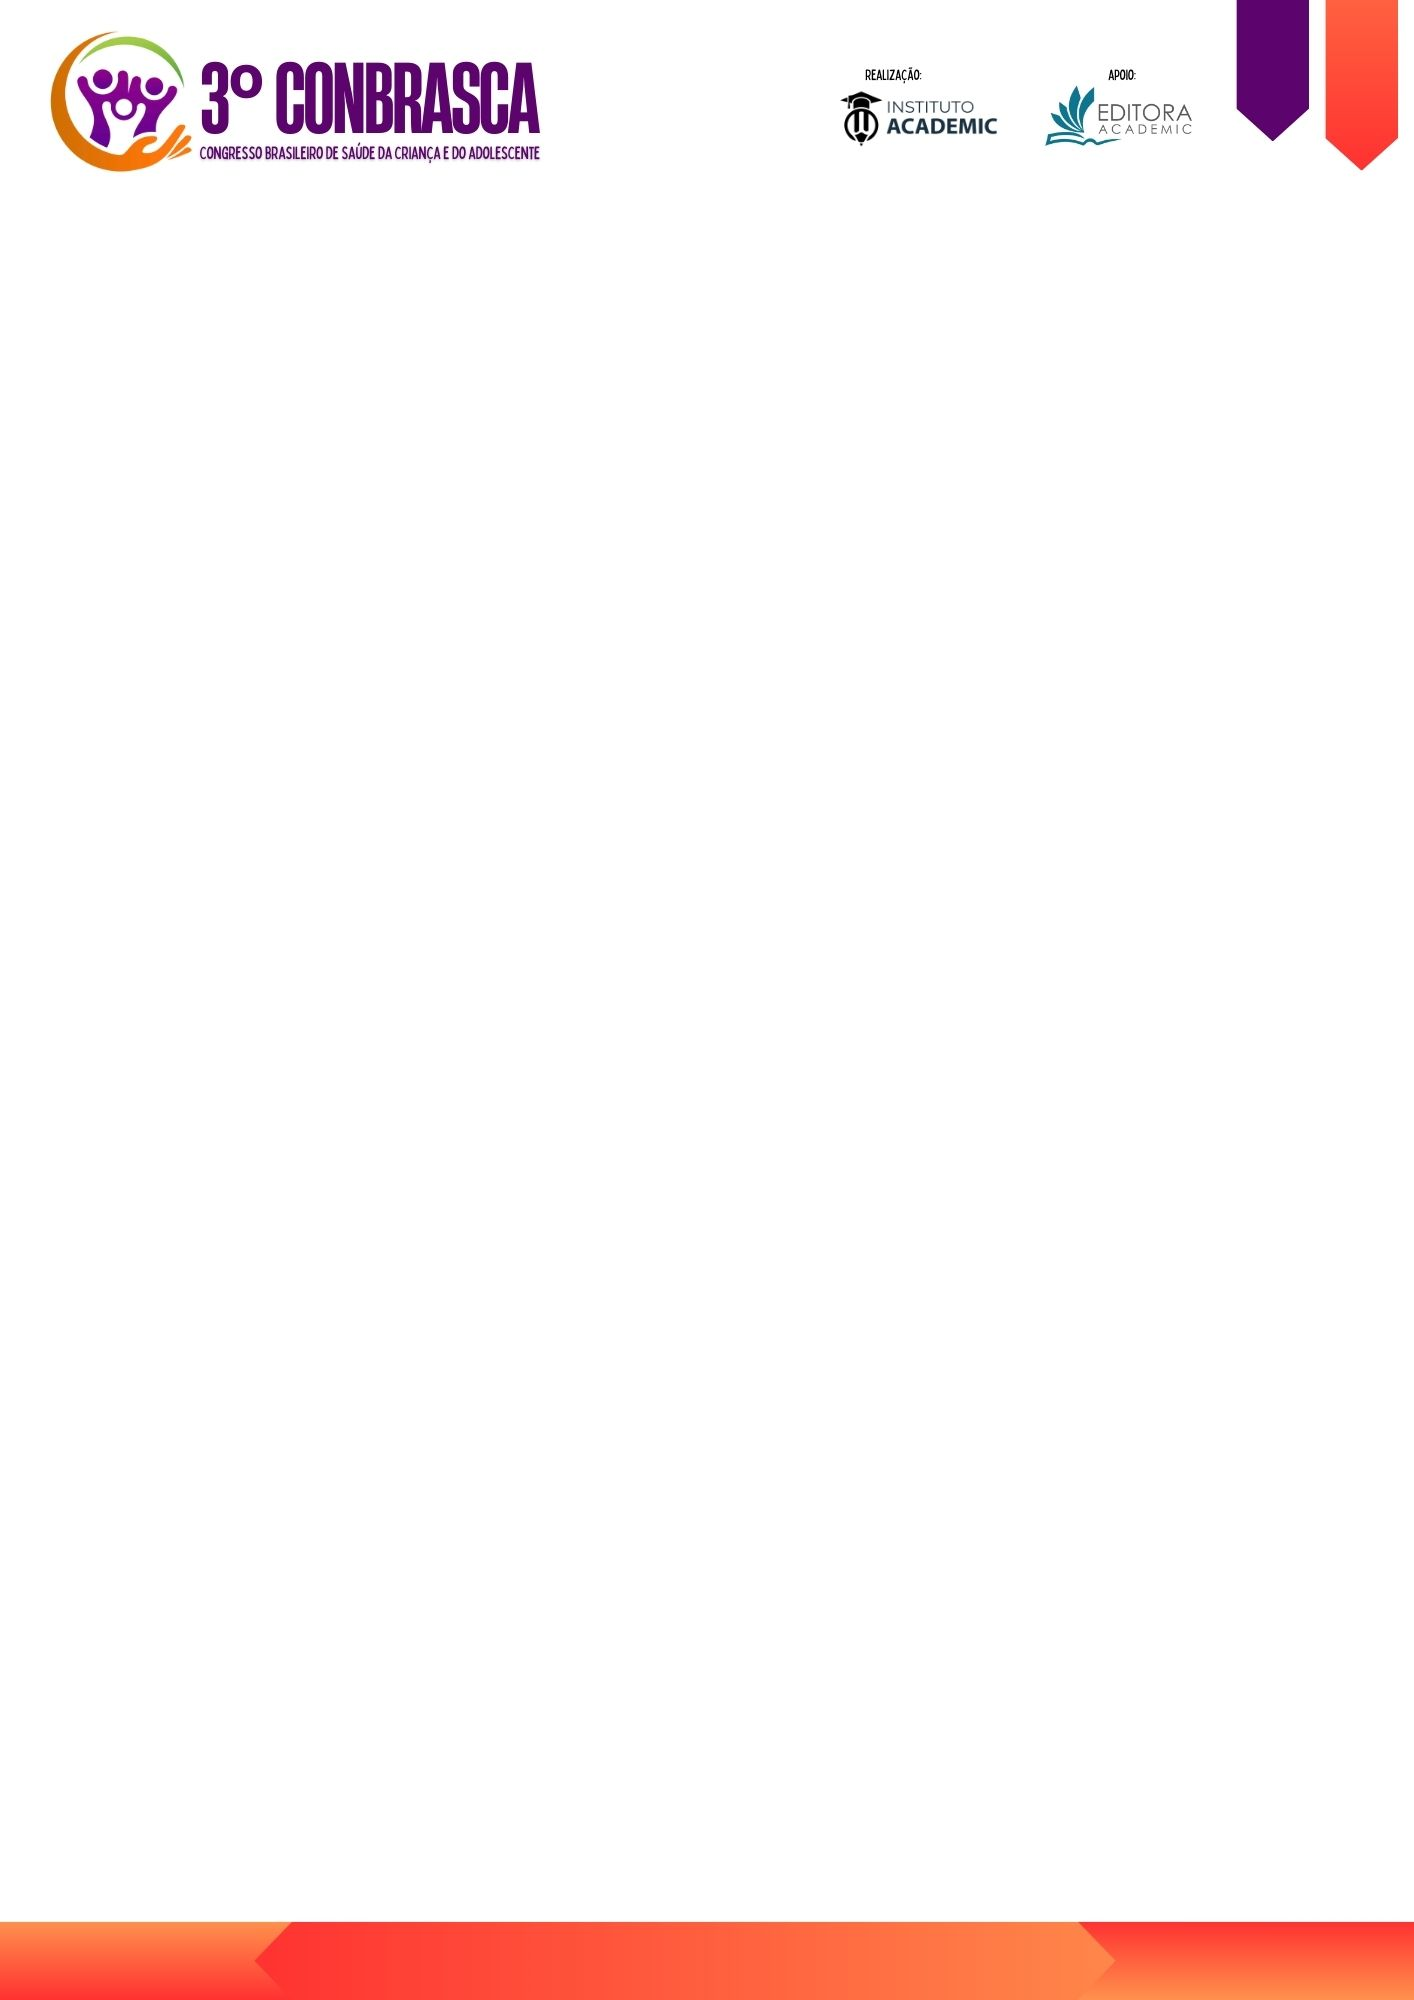 3º CONBRASCA
CONGRESSO BRASILEIRO DE SAÚDE DA CRIANÇA E DO ADOLESCENTE
REALIZAÇÃO:
INSTITUTO
ACADEMIC
APOIO:
EDITORA
ACADEMIC